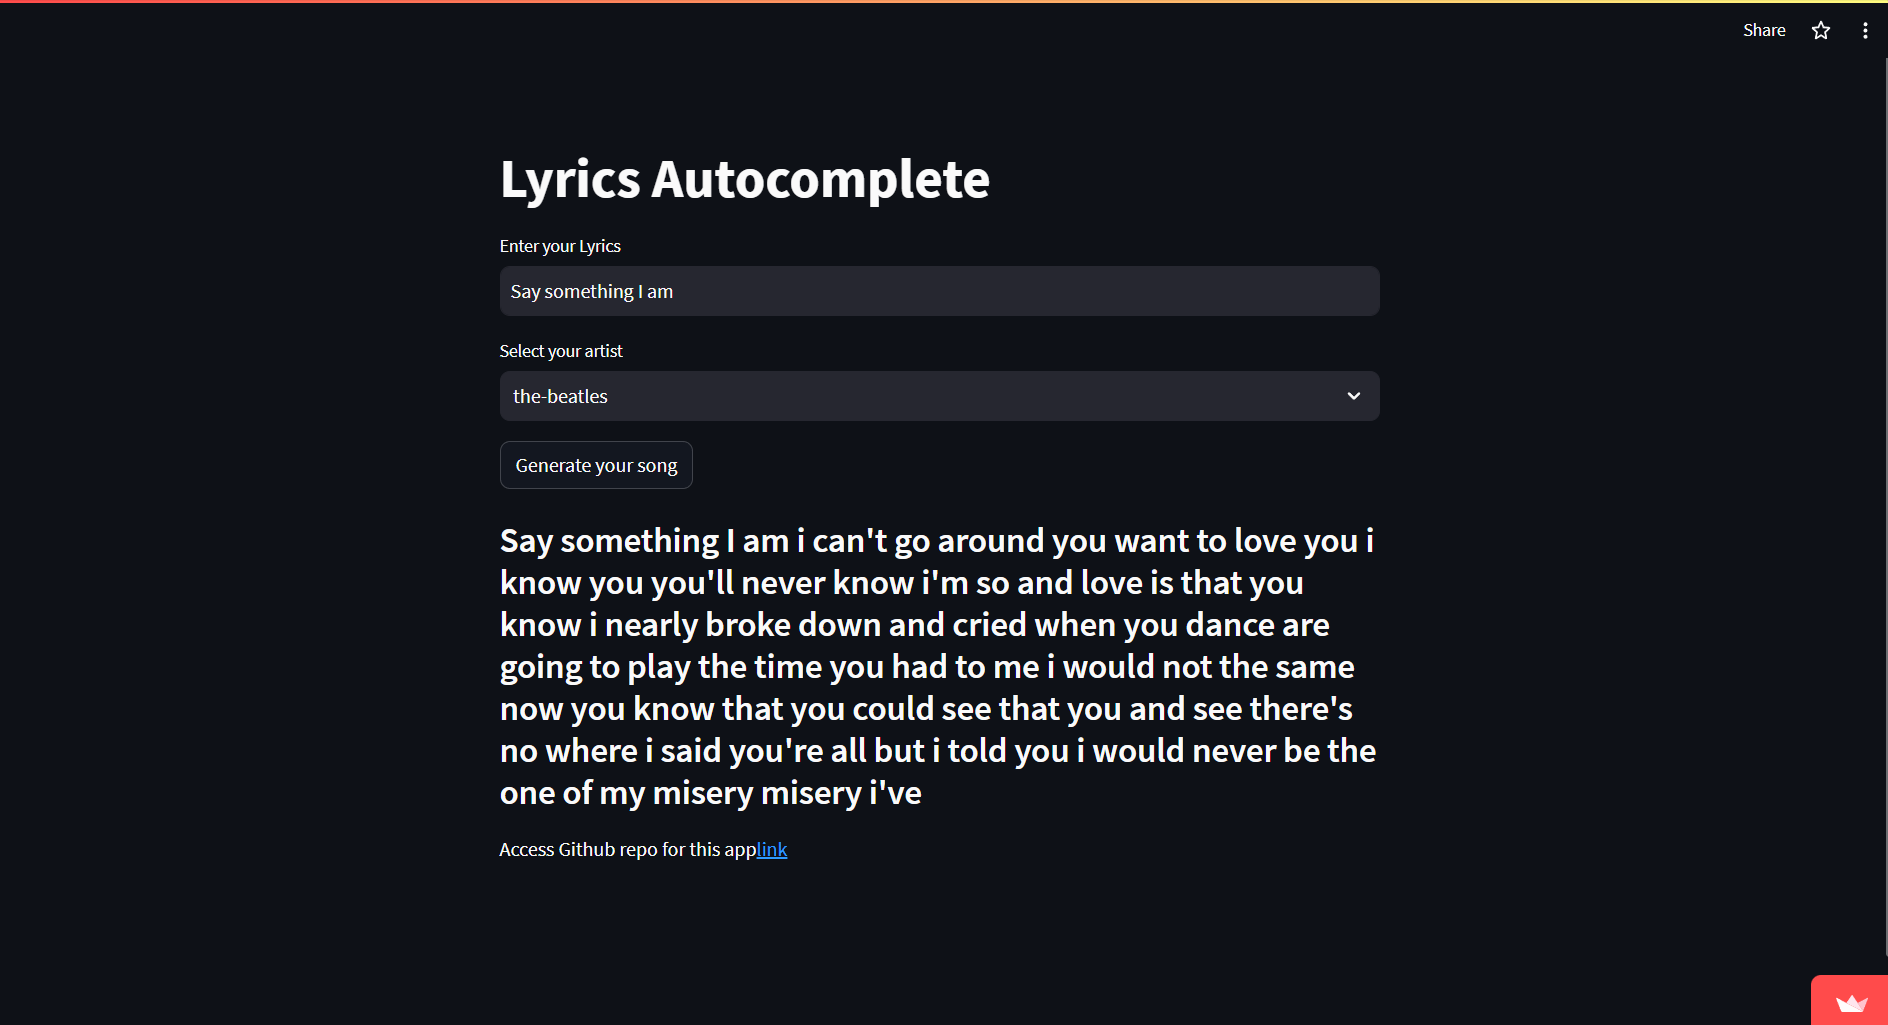 Share
Lyrics Autocomplete
Enter your Lyrics
Say something I am
Select your artist
the-beatles
Generate your song
Say something I am i can't go around you want to love you i
know you you'll never know i'm so and love is that you
know i nearly broke down and cried when you dance are
going to play the time you had to me i would not the same
now you know that you could see that you and see there's
no where i said you're all but i told you i would never be the
one of my misery misery i've
Access Github repo for this applink